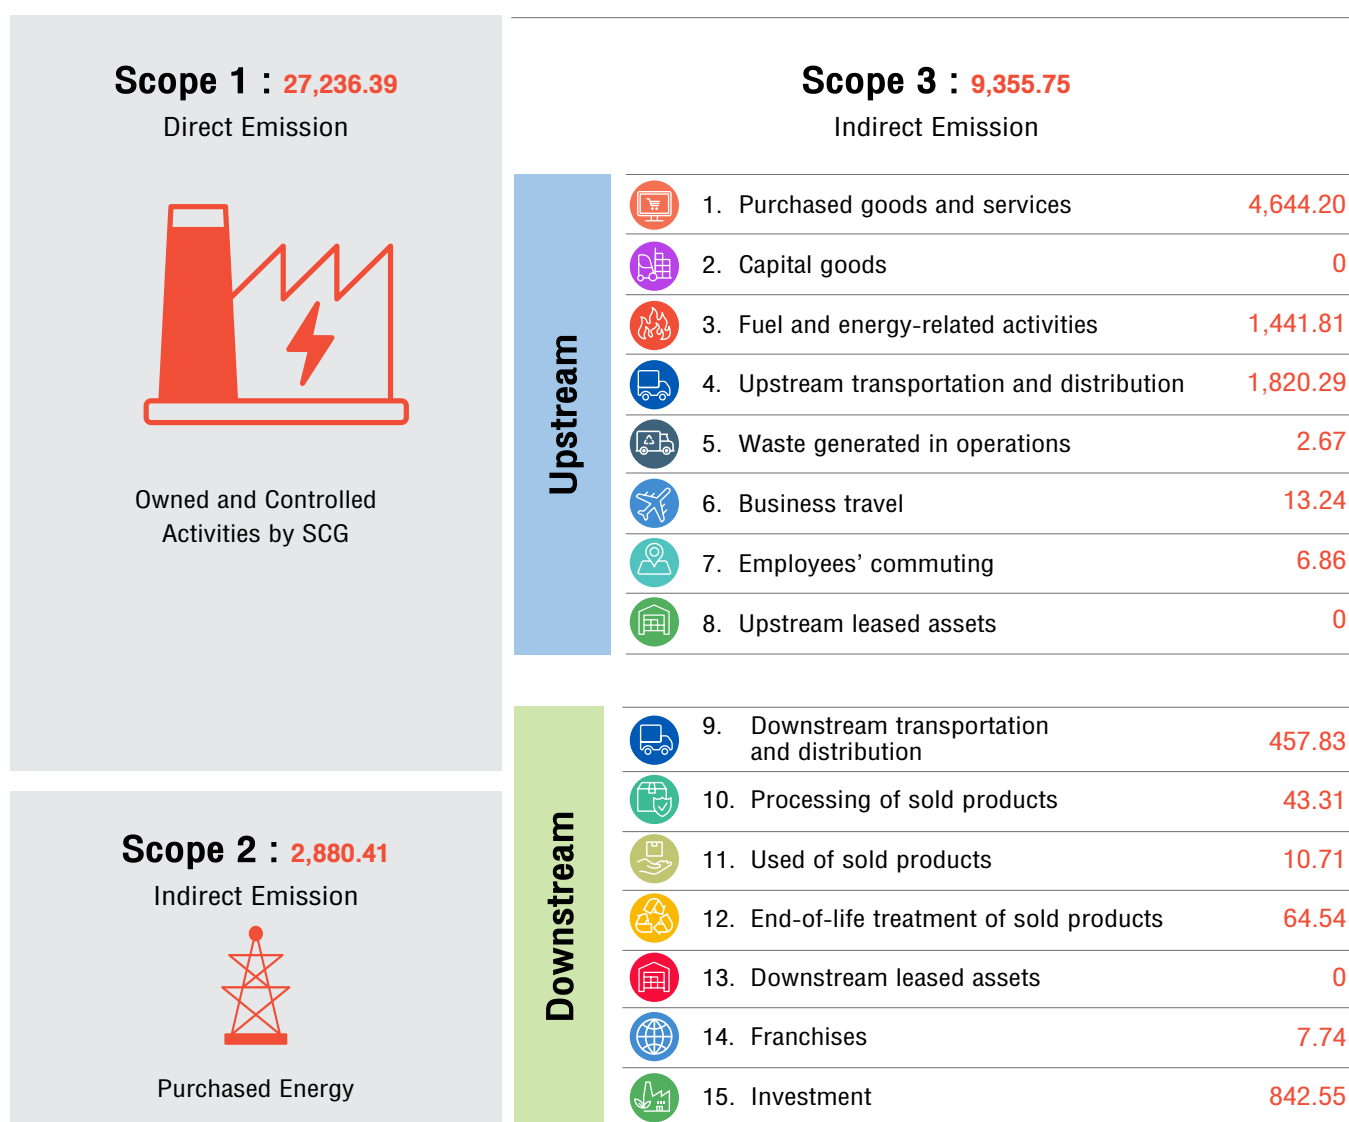 Scope 1 : 27,236.39
Direct Emission
Owned and Controlled
Activities by SCG
Scope 2 : 2,880.41
Indirect Emission
Purchased Energy
Scope 3 : 9,355.75
Indirect Emission
Upstream
1. Purchased goods and services 4,644.20
2. Capital goods 0
3. Fuel and energy-related activities 1,441.81
4. Upstream transportation and distribution 1,820.29
5. Waste generated in operations 2.67
6. Business travel 13.24
7. Employees’ commuting 6.86
8. Upstream leased assets 0
Downstream
9. Downstream transportation
and distribution 457.83
10. Processing of sold products 43.31
11. Used of sold products 10.71
12. End-of-life treatment of sold products 64.54
13. Downstream leased assets 0
14. Franchises 7.74
15. Investment 842.55